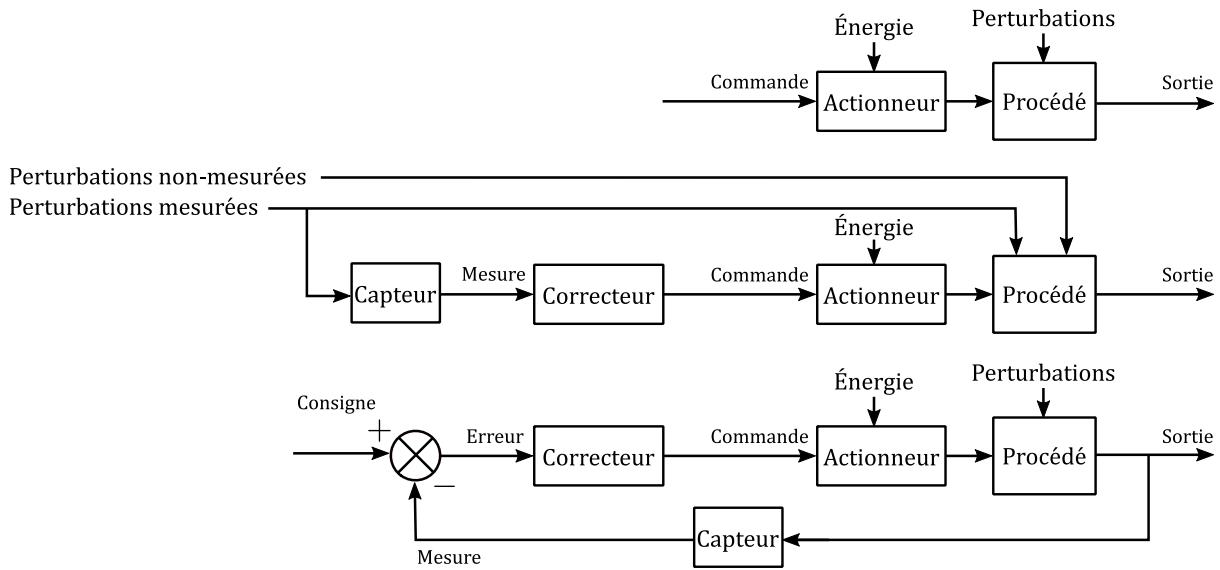 Énergie
Perturbations
Commande
Actionneur
Procédé
Sortie
Perturbations non-mesurées
Perturbations mesurées
Énergie
Capteur
Mesure
Correcteur
Commande
Actionneur
Procédé
Sortie
Énergie
Perturbations
Consigne
+
−
Erreur
Correcteur
Commande
Actionneur
Procédé
Sortie
Capteur
Mesure